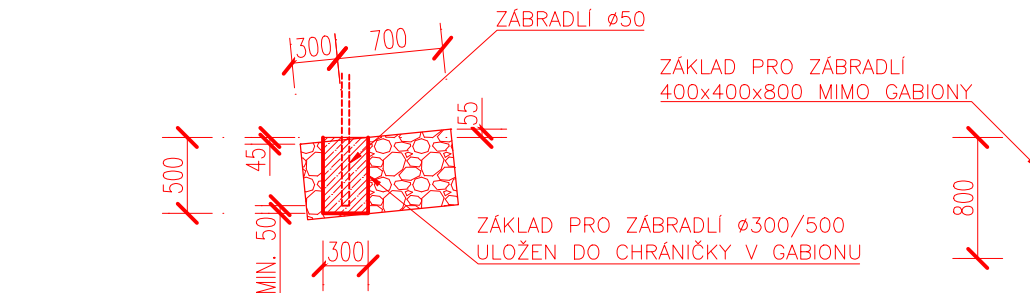 ZÁBRADLÍ ø50
300
700
ZÁKLAD PRO ZÁBRADLÍ
400x400x800 MIMO GABIONY
55
45
500
800
MIN. 50
300
ZÁKLAD PRO ZÁBRADLÍ ø300/500
ULOŽEN DO CHRÁNIČKY V GABIONU